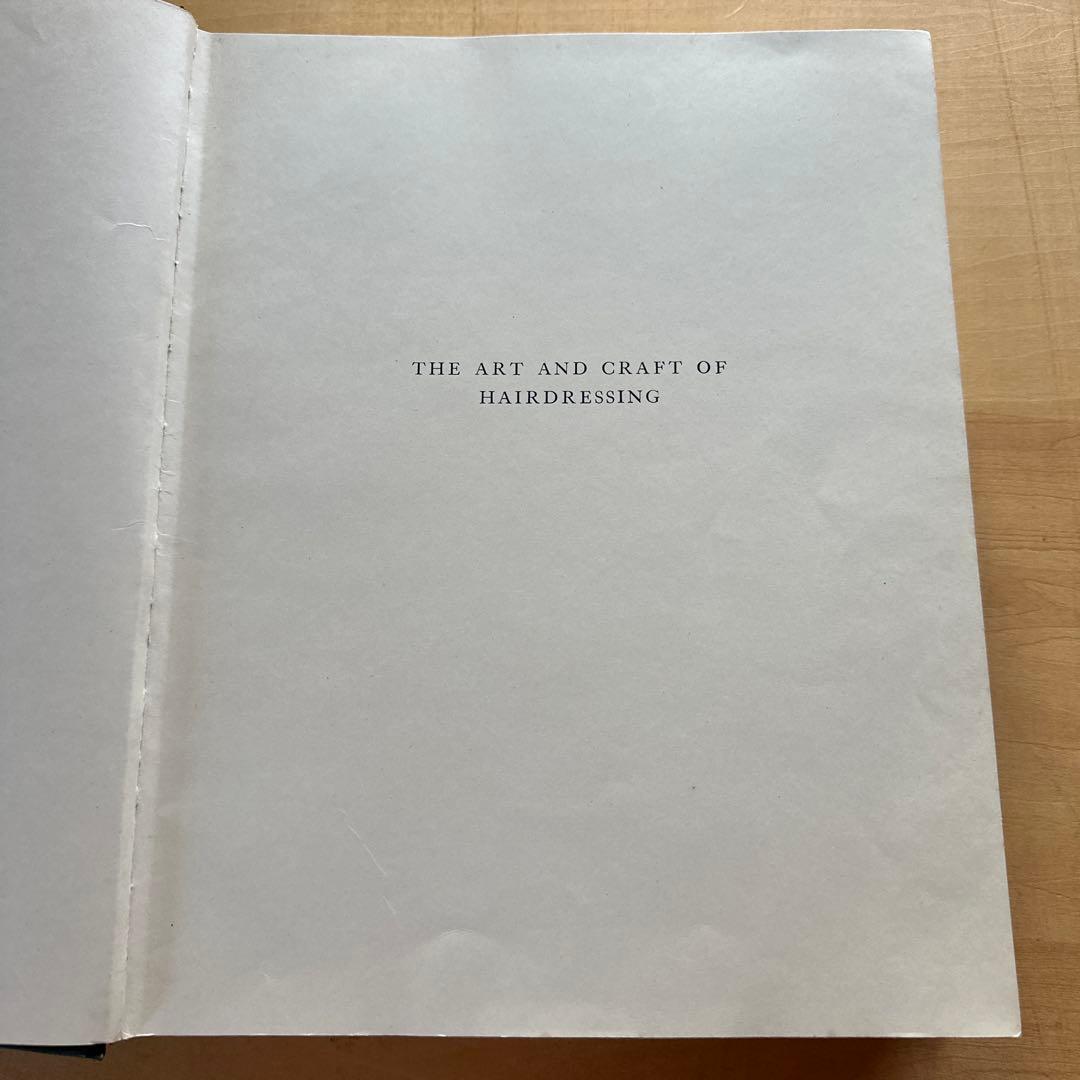 THE ART AND CRAFT OF
HAIRDRESSING